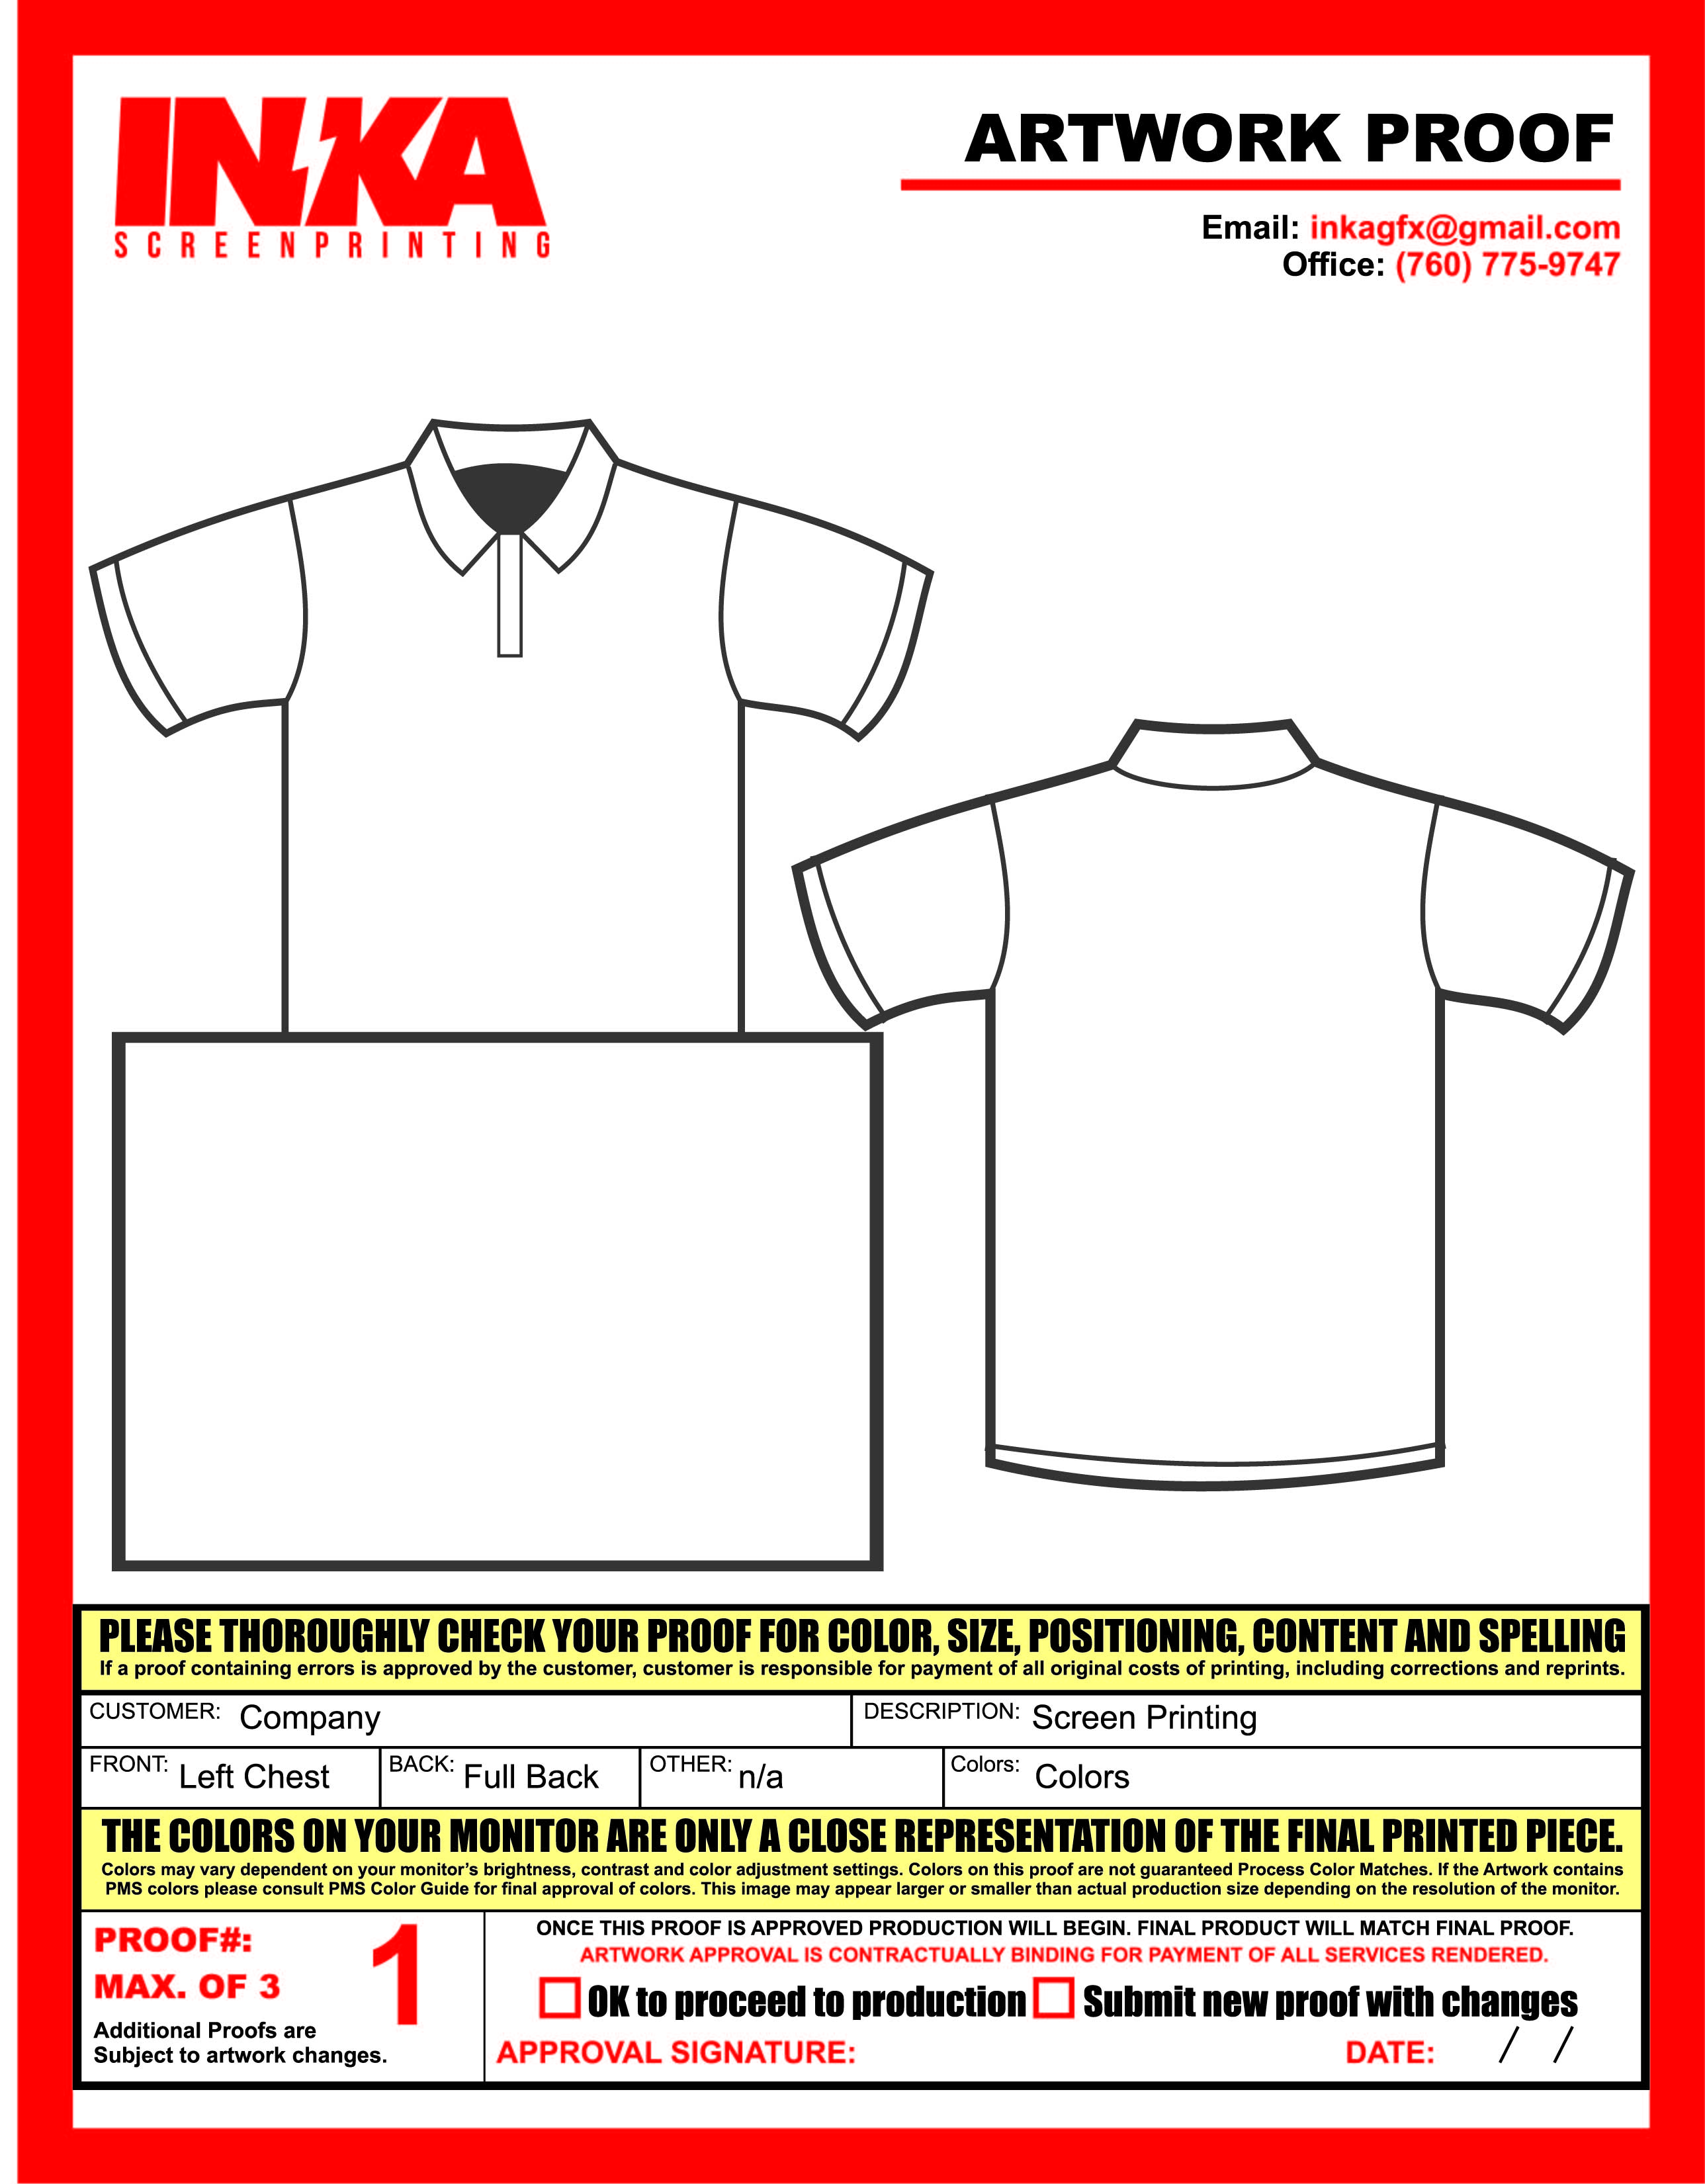 INKA
SCREENPRINTING
ARTWORK PROOF
Email: inkagfx@gmail.com
Office: (760) 775-9747
PLEASE THOROUGHLY CHECK YOUR PROOF FOR COLOR, SIZE, POSITIONING, CONTENT AND SPELLING
If a proof containing errors is approved by the customer, customer is responsible for payment of all original costs of printing, including corrections and reprints.
CUSTOMER: Company
DESCRIPTION: Screen Printing
FRONT: Left Chest
BACK: Full Back
OTHER: n/a
Colors: Colors
THE COLORS ON YOUR MONITOR ARE ONLY A CLOSE REPRESENTATION OF THE FINAL PRINTED PIECE.
Colors may vary dependent on your monitor's brightness, contrast and color adjustment settings. Colors on this proof are not guaranteed Process Color Matches. If the Artwork contains
PMS colors please consult PMS Color Guide for final approval of colors. This image may appear larger or smaller than actual production size depending on the resolution of the monitor.
PROOF#: 1
MAX. OF 3
Additional Proofs are
Subject to artwork changes.
ONCE THIS PROOF IS APPROVED PRODUCTION WILL BEGIN. FINAL PRODUCT WILL MATCH FINAL PROOF.
ARTWORK APPROVAL IS CONTRACTUALLY BINDING FOR PAYMENT OF ALL SERVICES RENDERED.
OK to proceed to production Submit new proof with changes
APPROVAL SIGNATURE: DATE: / /